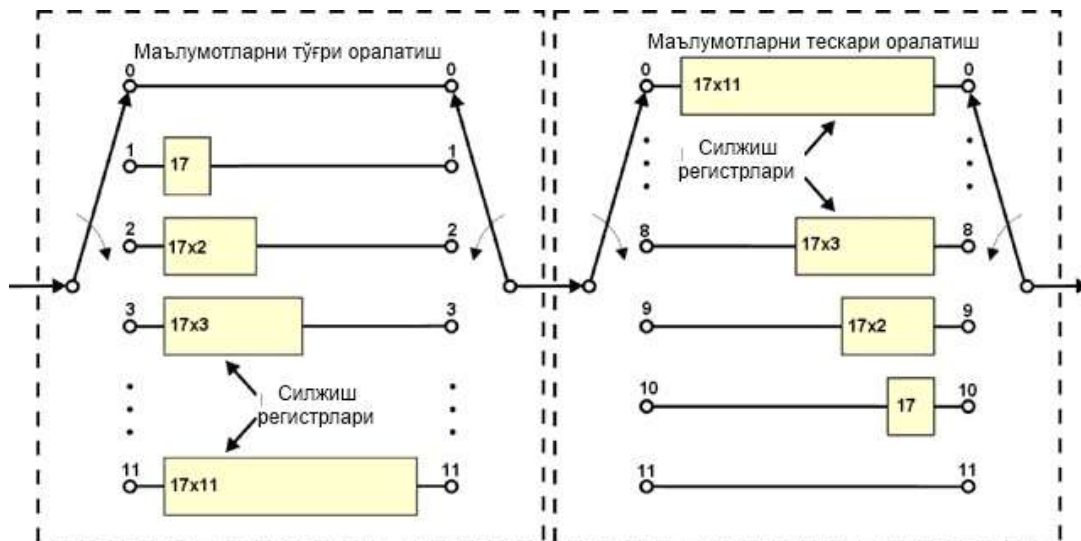 Маълумотларни тўғри оралатиш
0 0
1 17 1
2 17x2 2
3 17x3 3
Силжиш
регистрлари
11 17x11 11
Маълумотларни тескари оралатиш
0 17x11 0
Силжиш
регистрлари
8 17x3 8
9 17x2 9
10 17 10
11 11